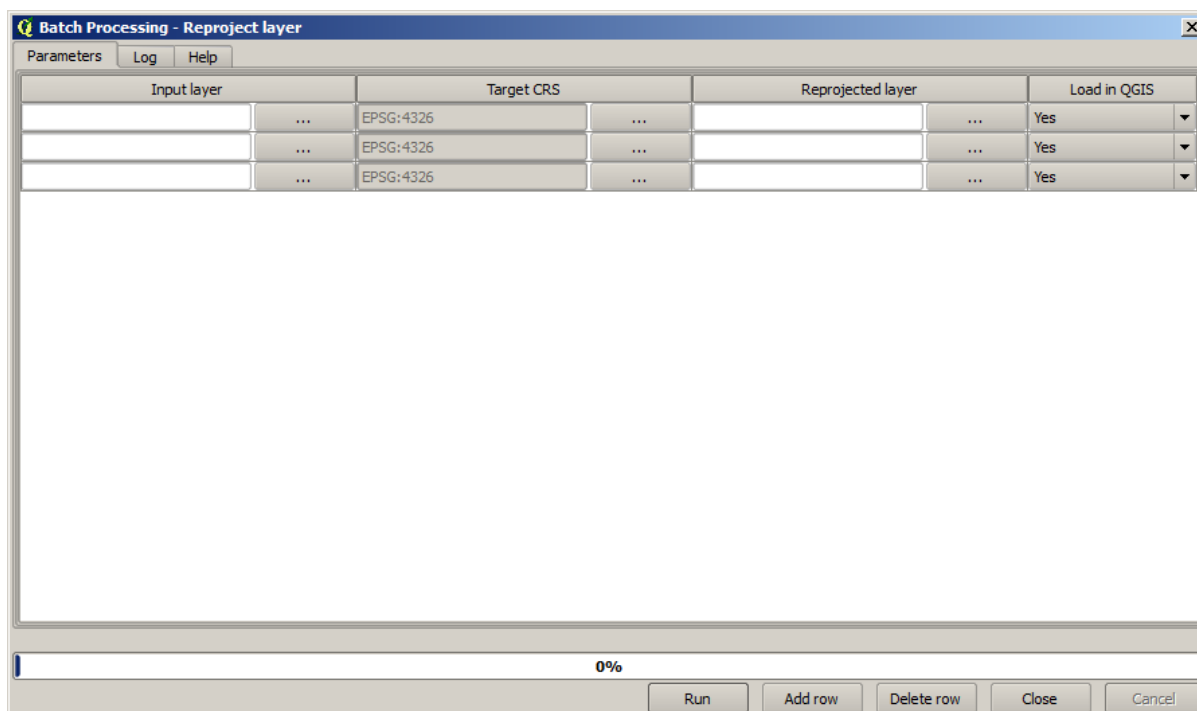 Batch Processing - Reproject layer
Parameters Log Help
Input layer Target CRS Reprojected layer Load in QGIS
... EPSG:4326 ... ... Yes
... EPSG:4326 ... ... Yes
... EPSG:4326 ... ... Yes
0%
Run Add row Delete row Close Cancel